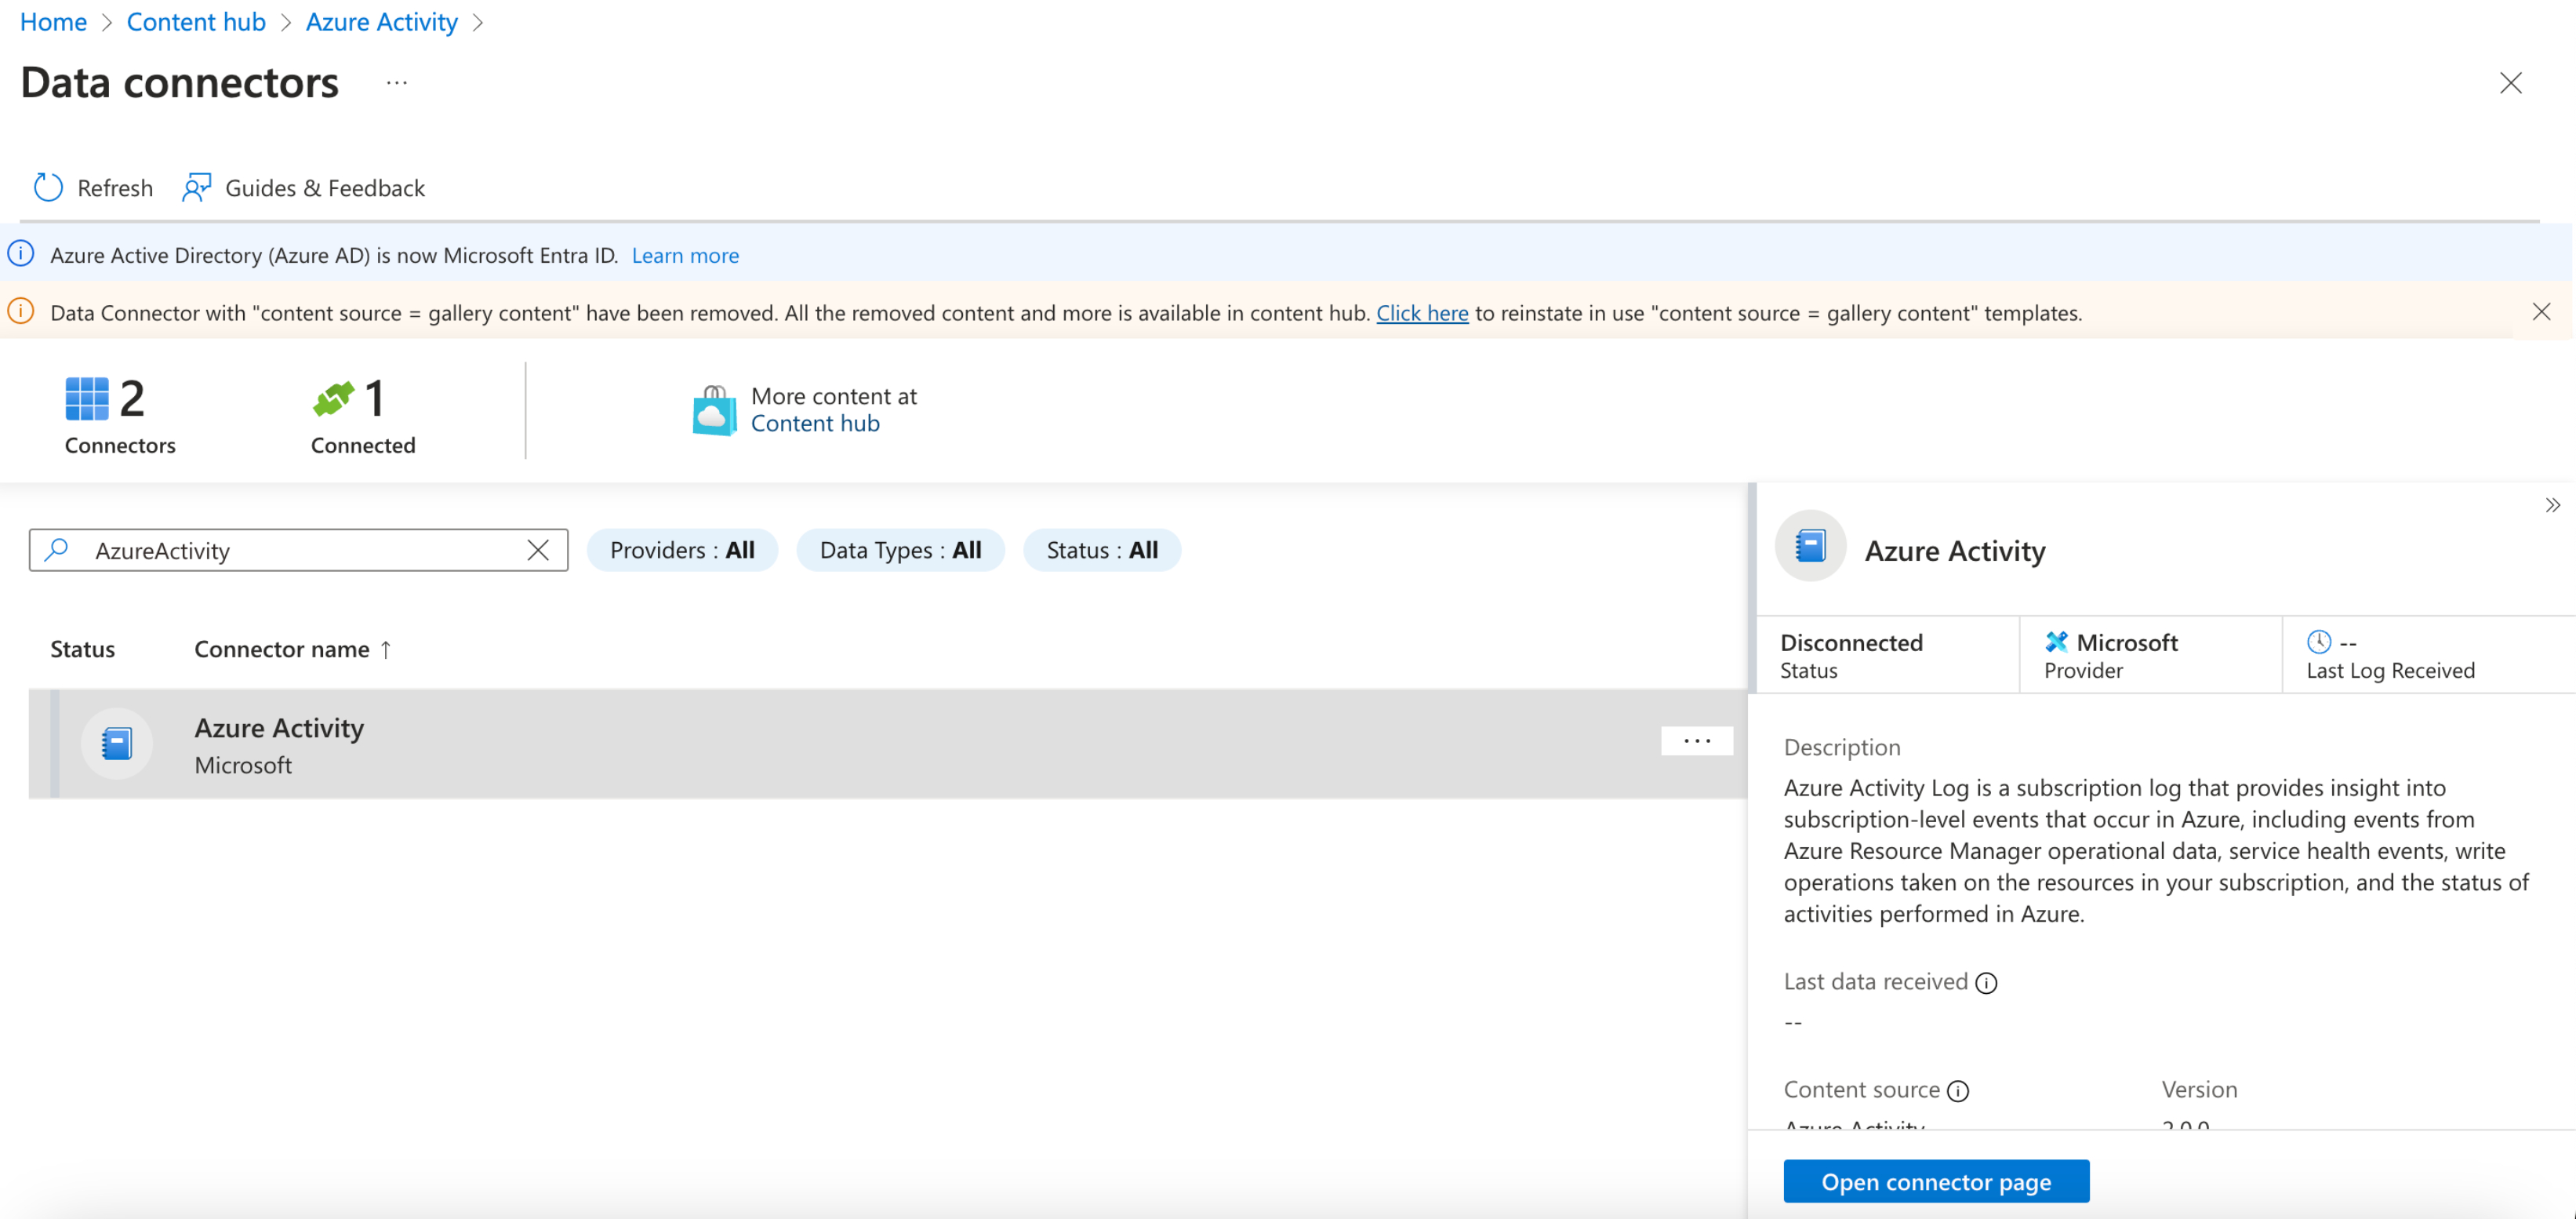 Home > Content hub > Azure Activity >
Data connectors ...
Refresh Guides & Feedback
Azure Active Directory (Azure AD) is now Microsoft Entra ID. Learn more
Data Connector with "content source = gallery content" have been removed. All the removed content and more is available in content hub. Click here to reinstate in use "content source = gallery content" templates.
2
Connectors
1
Connected
More content at
Content hub
AzureActivity
Providers : All
Data Types : All
Status : All
Status
Connector name ↑
Azure Activity
Microsoft
...
Azure Activity
Disconnected
Status
Microsoft
Provider
--
Last Log Received
Description
Azure Activity Log is a subscription log that provides insight into
subscription-level events that occur in Azure, including events from
Azure Resource Manager operational data, service health events, write
operations taken on the resources in your subscription, and the status of
activities performed in Azure.
Last data received
--
Content source
Version
Azure Activity
Open connector page